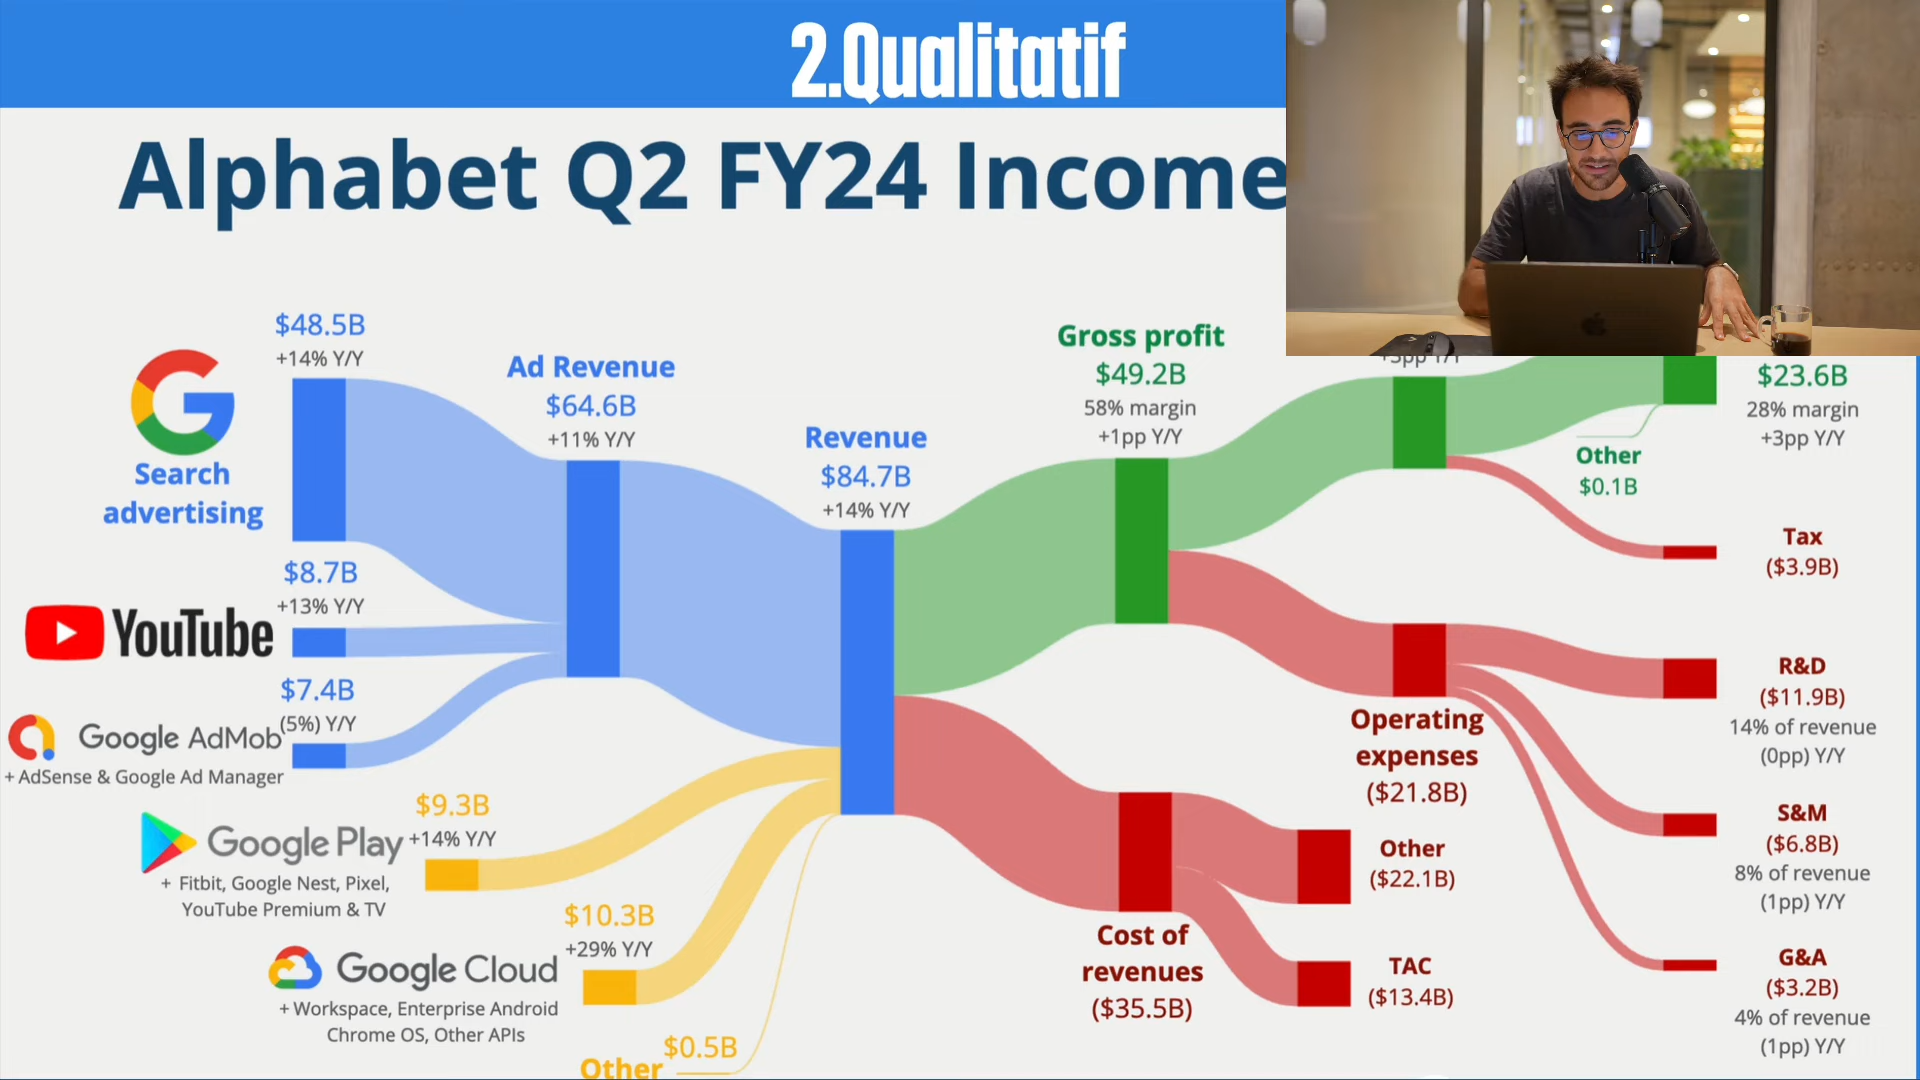 2.Qualitatif
Alphabet Q2 FY24 Income
$48.5B
+14% Y/Y
Search
advertising
$8.7B
+13% Y/Y
YouTube
$7.4B
(5%) Y/Y
Google AdMob
+ AdSense & Google Ad Manager
$9.3B
+14% Y/Y
Google Play
+ Fitbit, Google Nest, Pixel,
YouTube Premium & TV
$10.3B
+29% Y/Y
Google Cloud
+ Workspace, Enterprise Android
Chrome OS, Other APIs
$0.5B
Other
Ad Revenue
$64.6B
+11% Y/Y
Revenue
$84.7B
+14% Y/Y
Gross profit
$49.2B
58% margin
+1pp Y/Y
+5pp Y/Y
$23.6B
28% margin
+3pp Y/Y
Other
$0.1B
Tax
($3.9B)
Operating
expenses
($21.8B)
R&D
($11.9B)
14% of revenue
(0pp) Y/Y
S&M
($6.8B)
8% of revenue
(1pp) Y/Y
G&A
($3.2B)
4% of revenue
(1pp) Y/Y
Cost of
revenues
($35.5B)
Other
($22.1B)
TAC
($13.4B)